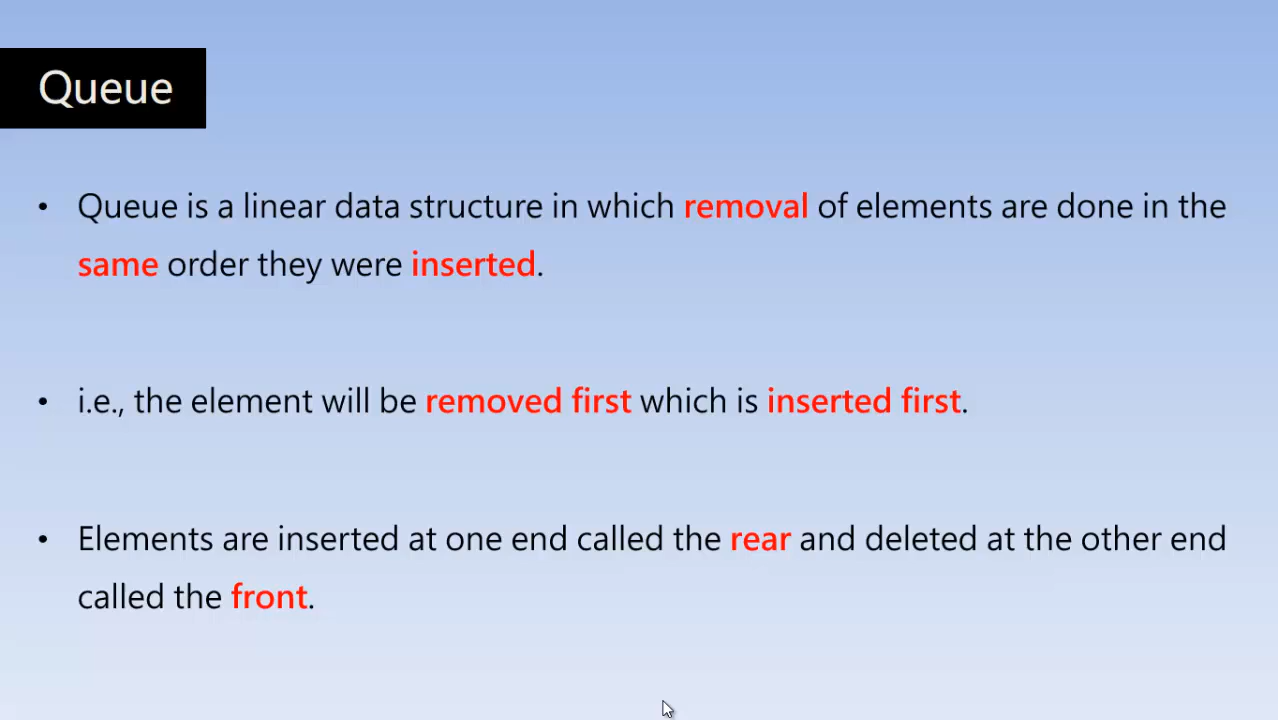 Queue
• Queue is a linear data structure in which removal of elements are done in the
same order they were inserted.
• i.e., the element will be removed first which is inserted first.
• Elements are inserted at one end called the rear and deleted at the other end
called the front.